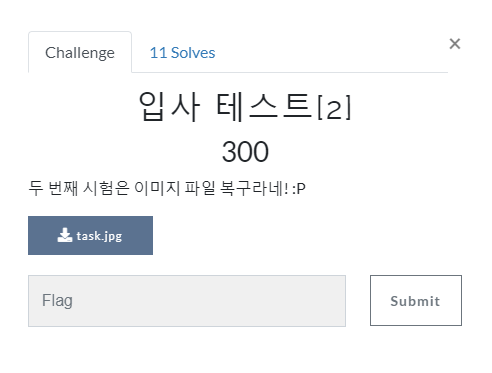 Challenge
11 Solves
×
입사 테스트[2]
300
두 번째 시험은 이미지 파일 복구라네! :P
task.jpg
Flag
Submit